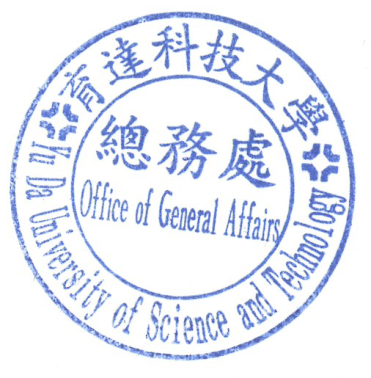 育達科技大學
總務處
Office of General Affairs
Yu Da University of Science and Technology